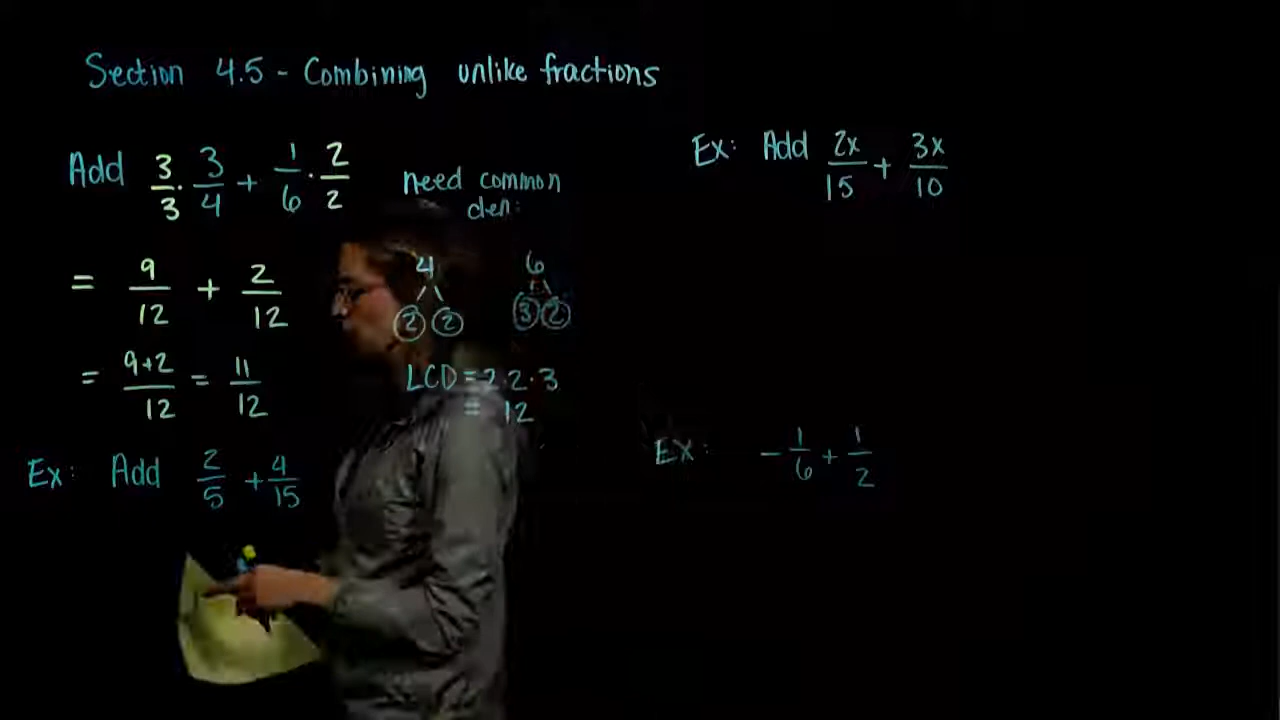 Section 4.5 - Combining unlike fractions
Add 3/3 · 3/4 + 1/6 · 2/2
need common
den:
= 9/12 + 2/12
4 6
2 2 3 2
= 9+2/12 = 11/12
LCD = 2·2·3
= 12
Ex: Add 2/5 + 4/15
Ex: Add 2x/15 + 3x/10
Ex: - 1/6 + 1/2